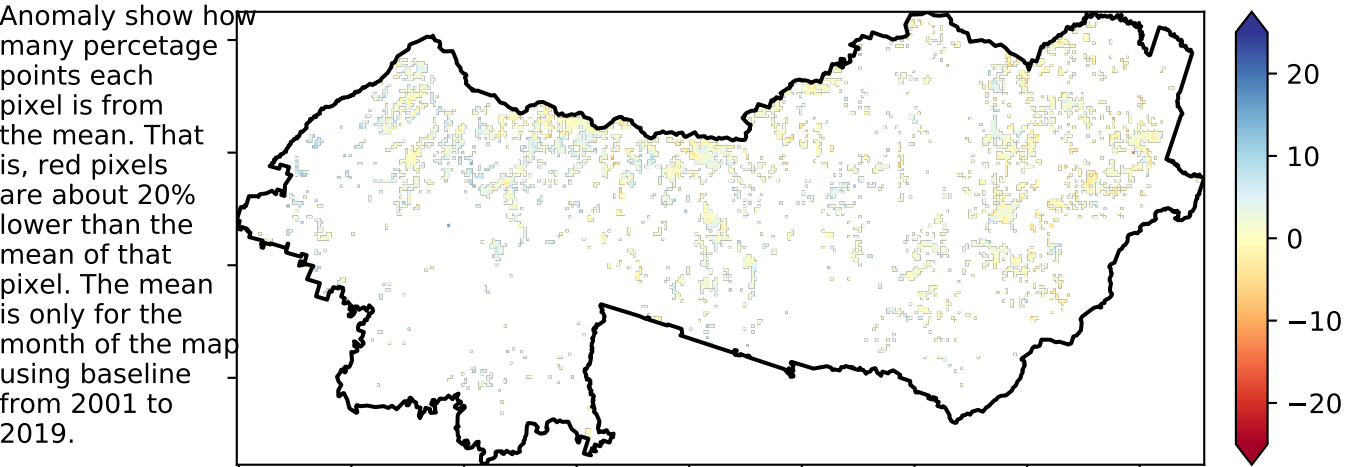 Anomaly show how
many percetage
points each
pixel is from
the mean. That
is, red pixels
are about 20%
lower than the
mean of that
pixel. The mean
is only for the
month of the map
using baseline
from 2001 to
2019.
20
10
0
−10
−20